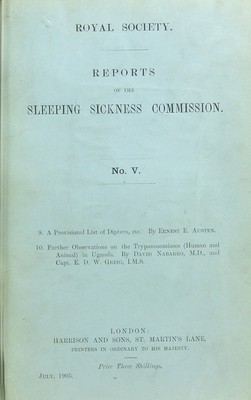 ROYAL SOCIETY.
REPORTS
OF THE
SLEEPING SICKNESS COMMISSION.
No. V.
9. A Provisional List of Diptera, etc. By Ernest E. Austen.
10. Further Observations on the Trypanosomiases (Human and
Animal) in Uganda. By David Nabarro, M.D., and
Capt. E. D. W. Greig, I.M.S.
LONDON:
HARRISON AND SONS, ST. MARTIN'S LANE,
PRINTERS IN ORDINARY TO HIS MAJESTY.
Price Three Shillings.
July, 1905.